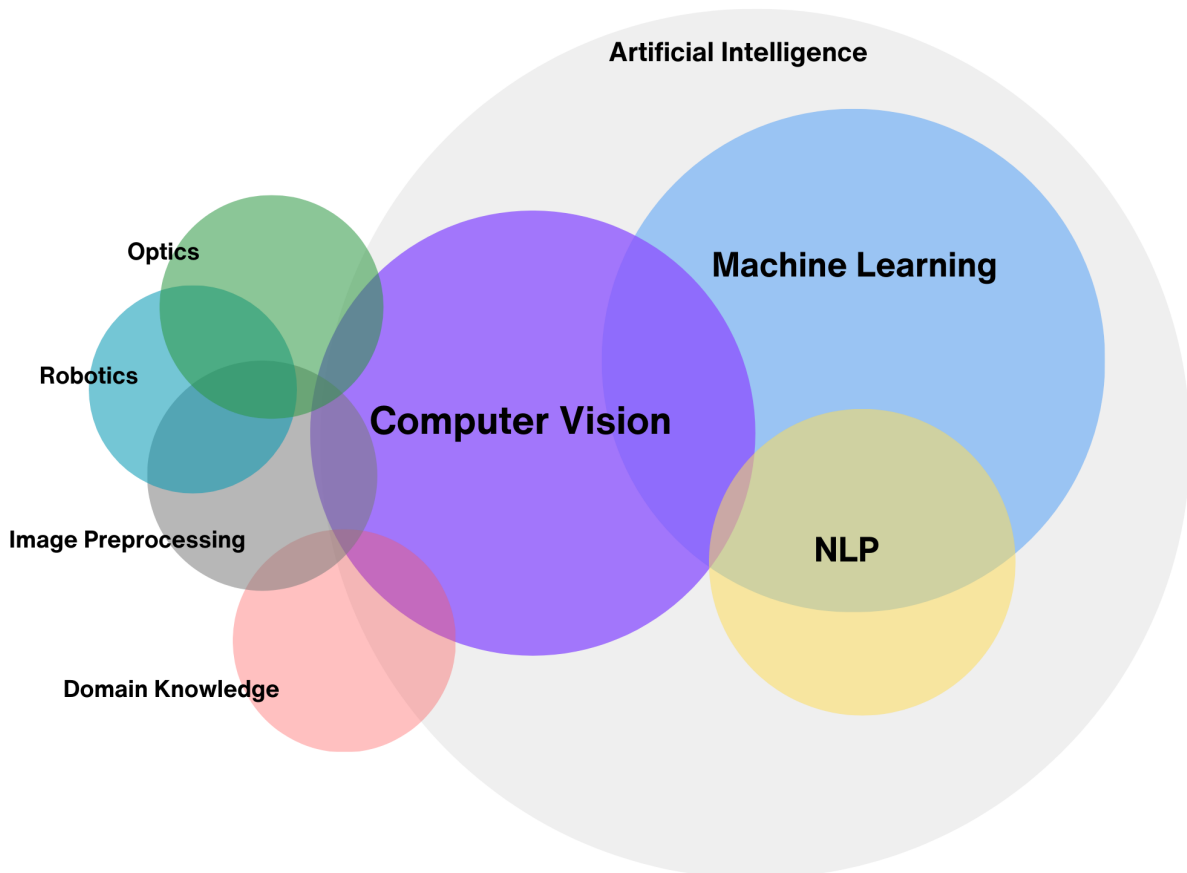 Artificial Intelligence
Optics
Machine Learning
Robotics
Computer Vision
Image Preprocessing
NLP
Domain Knowledge